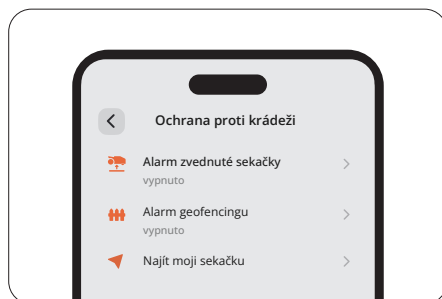 Ochrana proti krádeži
Alarm zvednuté sekačky
vypnuto
Alarm geofencingu
vypnuto
Najít moji sekačku